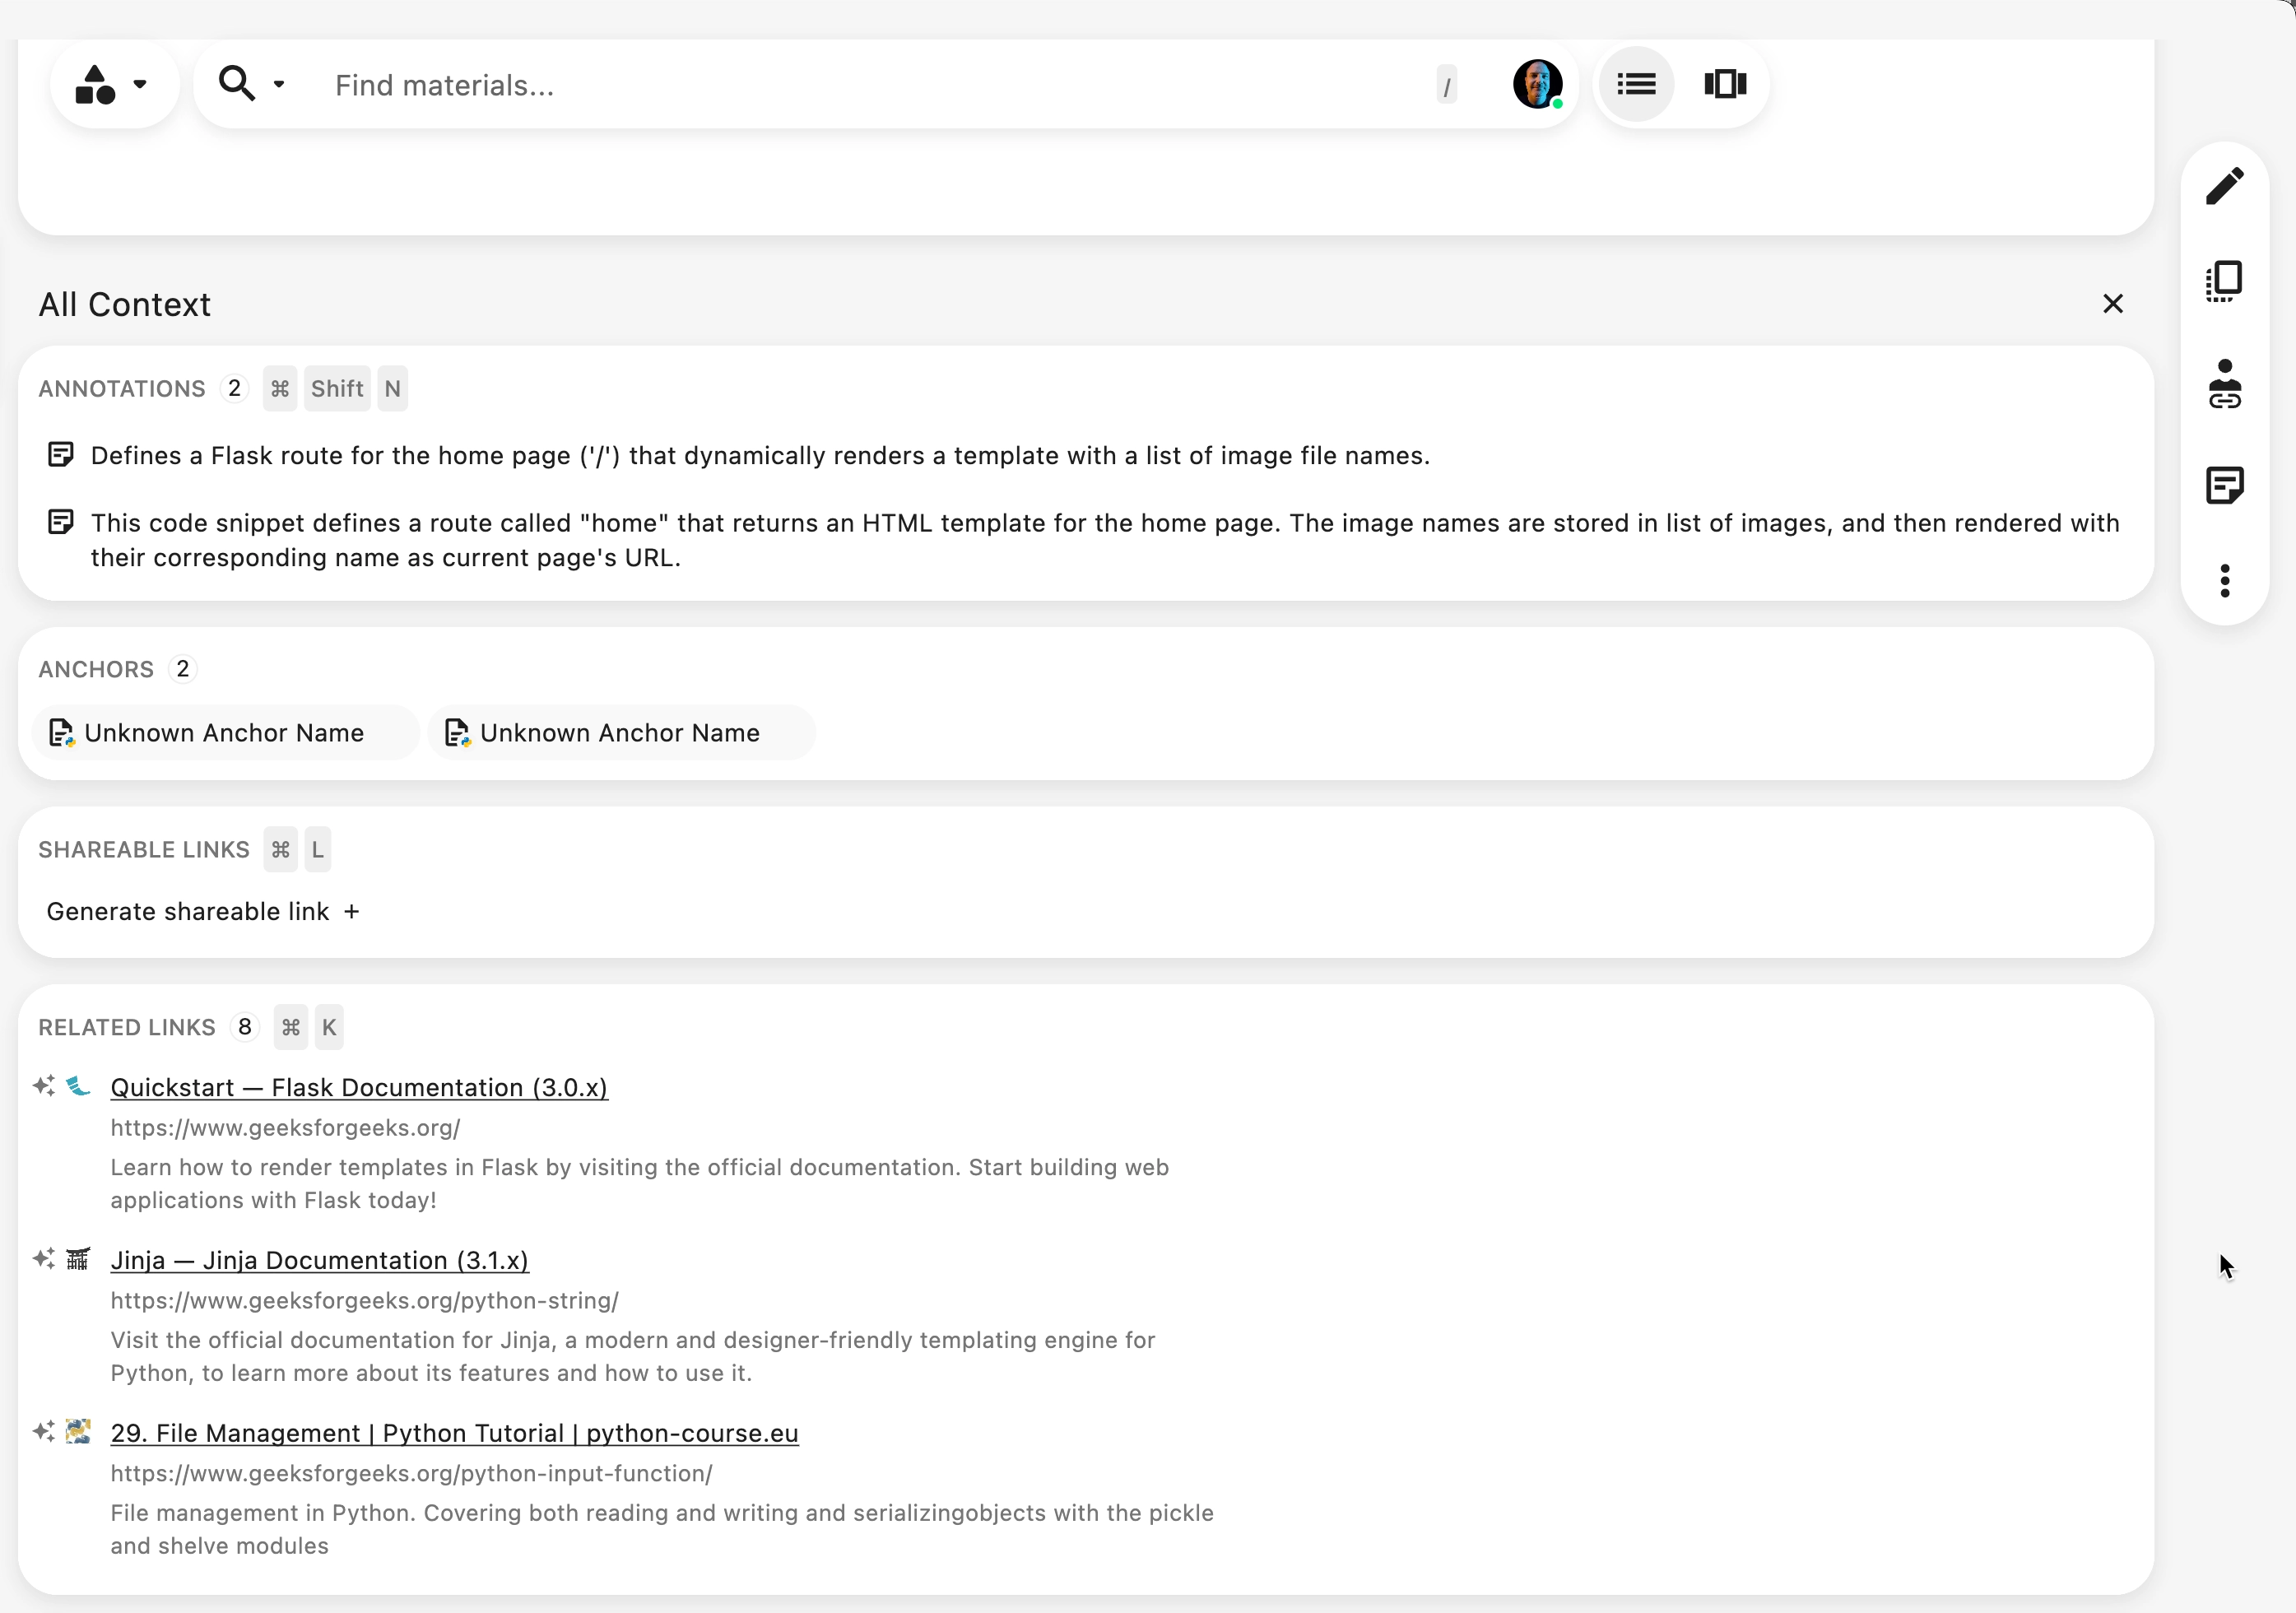 Find materials...
/
All Context
ANNOTATIONS 2 ⌘ Shift N
Defines a Flask route for the home page ('/') that dynamically renders a template with a list of image file names.
This code snippet defines a route called "home" that returns an HTML template for the home page. The image names are stored in list of images, and then rendered with
their corresponding name as current page's URL.
ANCHORS 2
Unknown Anchor Name Unknown Anchor Name
SHAREABLE LINKS ⌘ L
Generate shareable link +
RELATED LINKS 8 ⌘ K
Quickstart — Flask Documentation (3.0.x)
https://www.geeksforgeeks.org/
Learn how to render templates in Flask by visiting the official documentation. Start building web
applications with Flask today!
Jinja — Jinja Documentation (3.1.x)
https://www.geeksforgeeks.org/python-string/
Visit the official documentation for Jinja, a modern and designer-friendly templating engine for
Python, to learn more about its features and how to use it.
29. File Management | Python Tutorial | python-course.eu
https://www.geeksforgeeks.org/python-input-function/
File management in Python. Covering both reading and writing and serializingobjects with the pickle
and shelve modules